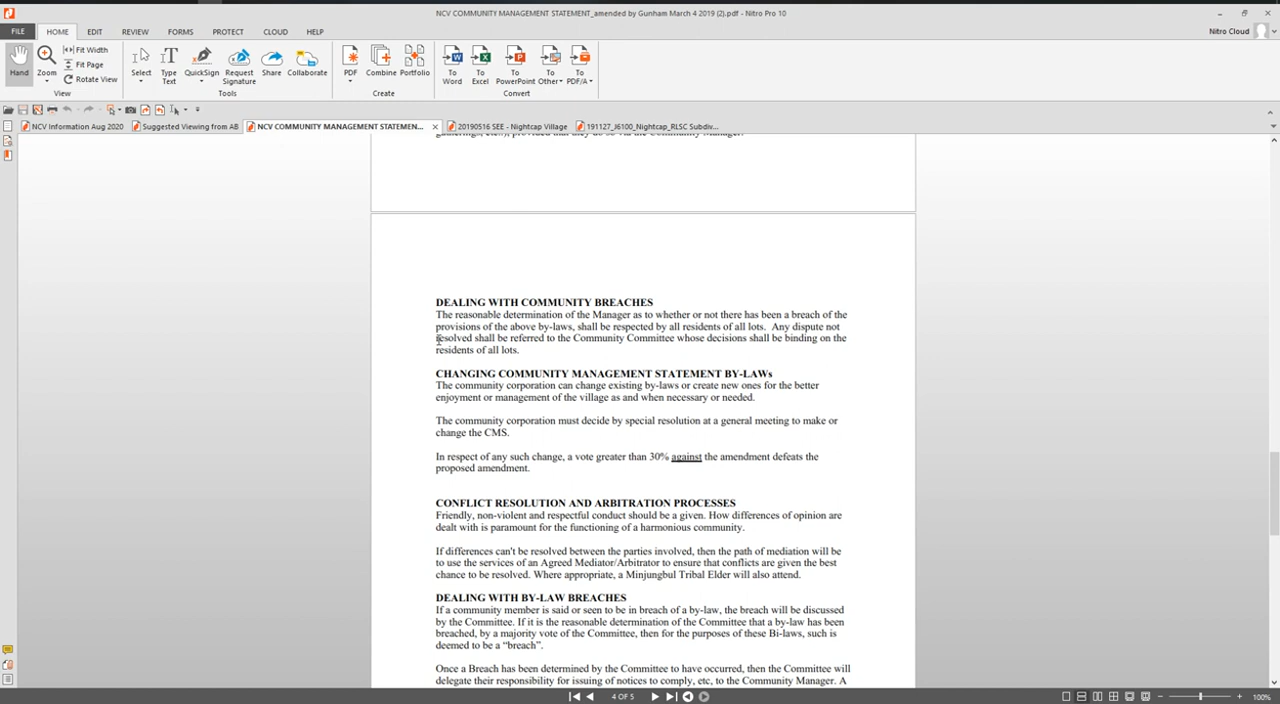 NCV COMMUNITY MANAGEMENT STATEMENT_amended by Gunham March 4 2019 (2).pdf - Nitro Pro 10
FILE HOME EDIT REVIEW FORMS PROTECT CLOUD HELP
Nitro Cloud
Hand
Zoom
Fit Width
Fit Page
Rotate View
View
Select
Type Text
QuickSign
Request Signature
Share
Collaborate
Tools
PDF
Combine
Portfolio
Create
To Word
To Excel
To PowerPoint
To Other
To PDF/A
Convert
NCV Information Aug 2020
Suggested Viewing from AB
NCV COMMUNITY MANAGEMENT STATEMEN...
20190516 SEE - Nightcap Village
191127_J6100_Nightcap_RLSC Subdiv...
gatherings, etc.), provided that they do so via the Community Manager.
DEALING WITH COMMUNITY BREACHES
The reasonable determination of the Manager as to whether or not there has been a breach of the
provisions of the above by-laws, shall be respected by all residents of all lots. Any dispute not
resolved shall be referred to the Community Committee whose decisions shall be binding on the
residents of all lots.
CHANGING COMMUNITY MANAGEMENT STATEMENT BY-LAWs
The community corporation can change existing by-laws or create new ones for the better
enjoyment or management of the village as and when necessary or needed.
The community corporation must decide by special resolution at a general meeting to make or
change the CMS.
In respect of any such change, a vote greater than 30% against the amendment defeats the
proposed amendment.
CONFLICT RESOLUTION AND ARBITRATION PROCESSES
Friendly, non-violent and respectful conduct should be a given. How differences of opinion are
dealt with is paramount for the functioning of a harmonious community.
If differences can't be resolved between the parties involved, then the path of mediation will be
to use the services of an Agreed Mediator/Arbitrator to ensure that conflicts are given the best
chance to be resolved. Where appropriate, a Minjungbul Tribal Elder will also attend.
DEALING WITH BY-LAW BREACHES
If a community member is said or seen to be in breach of a by-law, the breach will be discussed
by the Committee. If it is the reasonable determination of the Committee that a by-law has been
breached, by a majority vote of the Committee, then for the purposes of these Bi-laws, such is
deemed to be a “breach”.
Once a Breach has been determined by the Committee to have occurred, then the Committee will
delegate their responsibility for issuing of notices to comply, etc, to the Community Manager. A
4 OF 5
100%